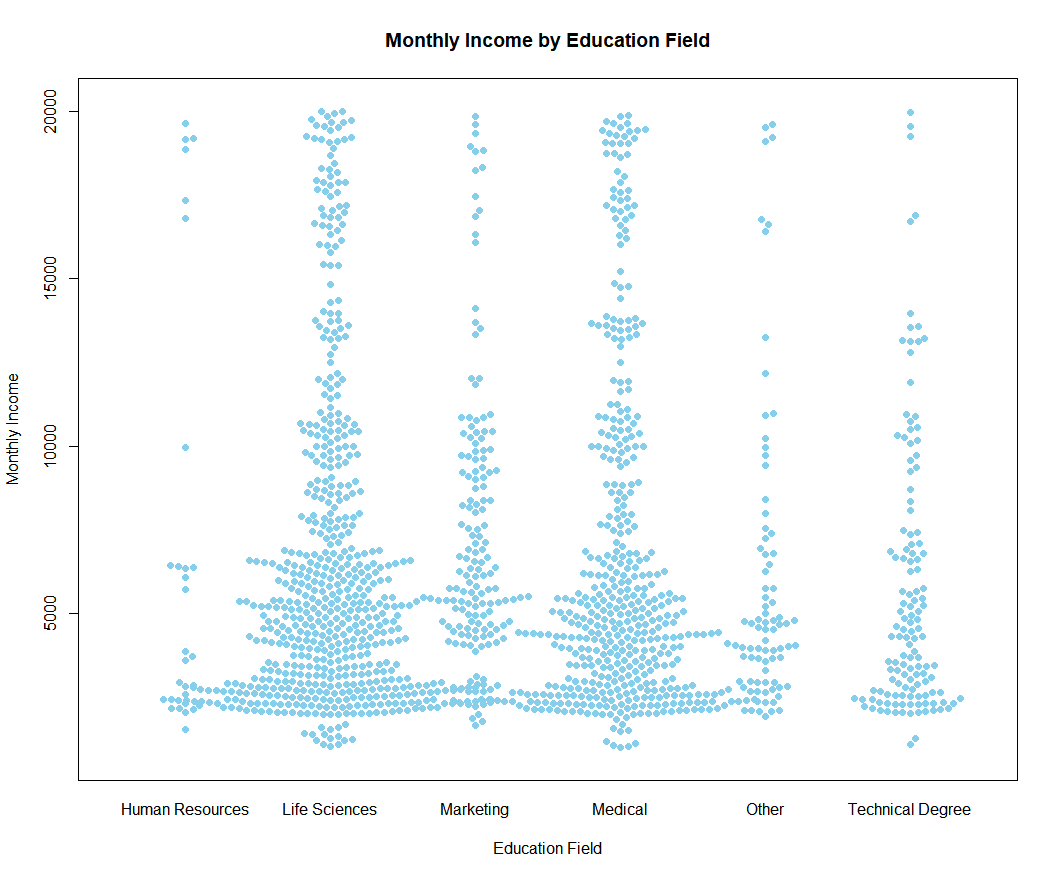 Monthly Income by Education Field
20000
15000
10000
5000
Monthly Income
Human Resources
Life Sciences
Marketing
Medical
Other
Technical Degree
Education Field